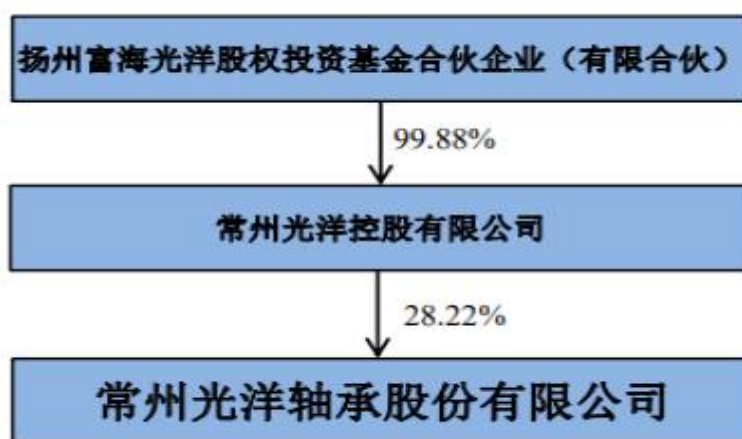 扬州富海光洋股权投资基金合伙企业（有限合伙）
99.88%
常州光洋控股有限公司
28.22%
常州光洋轴承股份有限公司